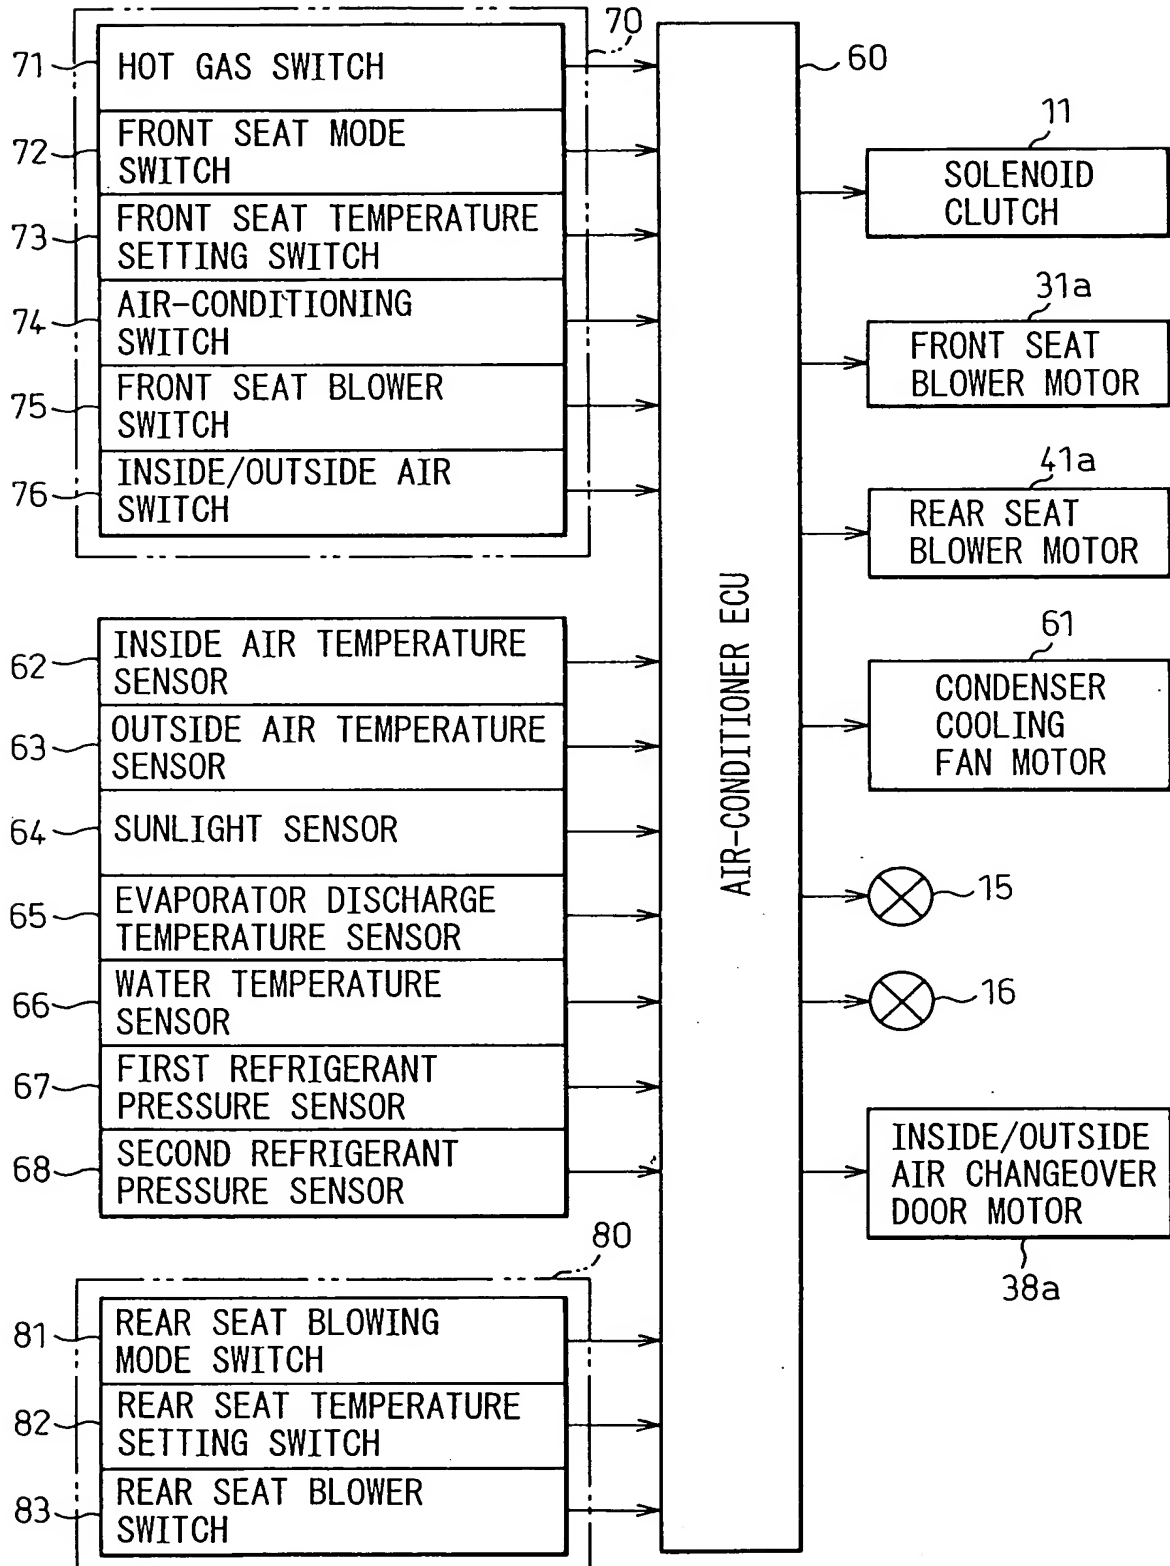 70
71
HOT GAS SWITCH
72
FRONT SEAT MODE
SWITCH
73
FRONT SEAT TEMPERATURE
SETTING SWITCH
74
AIR-CONDITIONING
SWITCH
75
FRONT SEAT BLOWER
SWITCH
76
INSIDE/OUTSIDE AIR
SWITCH
62
INSIDE AIR TEMPERATURE
SENSOR
63
OUTSIDE AIR TEMPERATURE
SENSOR
64
SUNLIGHT SENSOR
65
EVAPORATOR DISCHARGE
TEMPERATURE SENSOR
66
WATER TEMPERATURE
SENSOR
67
FIRST REFRIGERANT
PRESSURE SENSOR
68
SECOND REFRIGERANT
PRESSURE SENSOR
80
81
REAR SEAT BLOWING
MODE SWITCH
82
REAR SEAT TEMPERATURE
SETTING SWITCH
83
REAR SEAT BLOWER
SWITCH
60
AIR-CONDITIONER ECU
11
SOLENOID
CLUTCH
31a
FRONT SEAT
BLOWER MOTOR
41a
REAR SEAT
BLOWER MOTOR
61
CONDENSER
COOLING
FAN MOTOR
15
16
INSIDE/OUTSIDE
AIR CHANGEOVER
DOOR MOTOR
38a